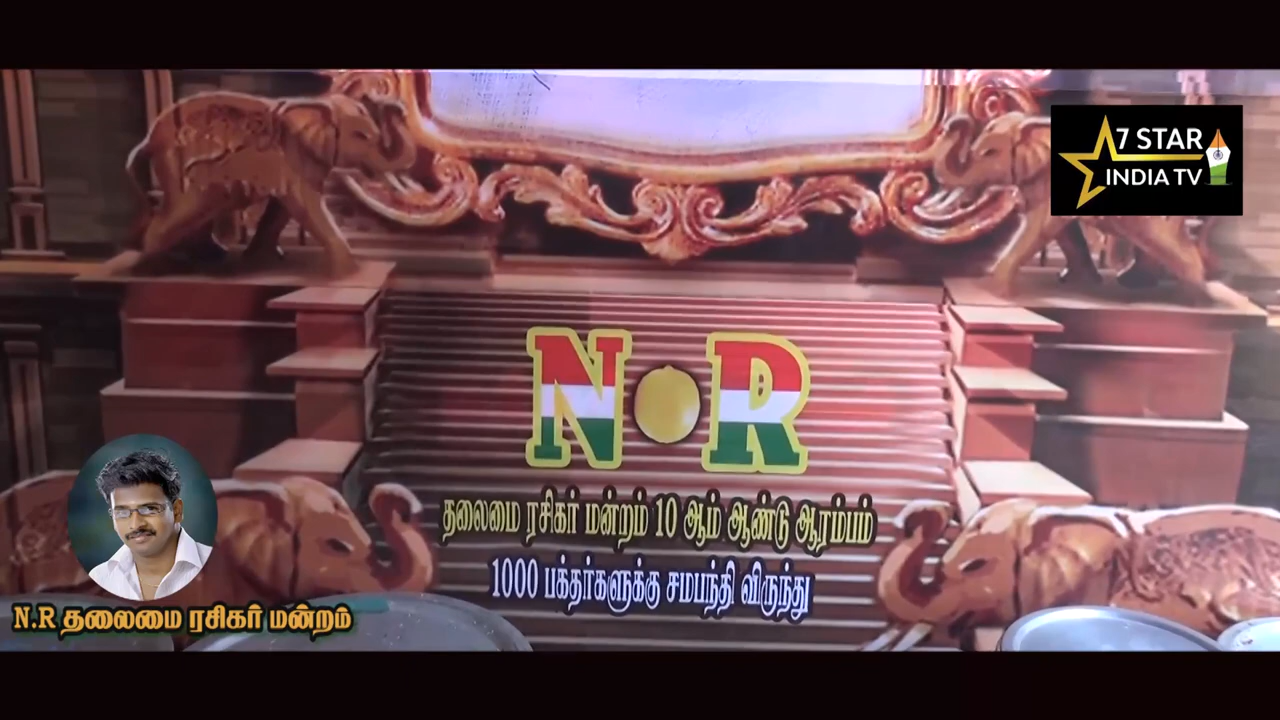 7 STAR
INDIA TV
N R
தலைமை ரசிகர் மன்றம் 10 ஆம் ஆண்டு ஆரம்பம்
1000 பக்தர்களுக்கு சமபந்தி விருந்து
N.R தலைமை ரசிகர் மன்றம்